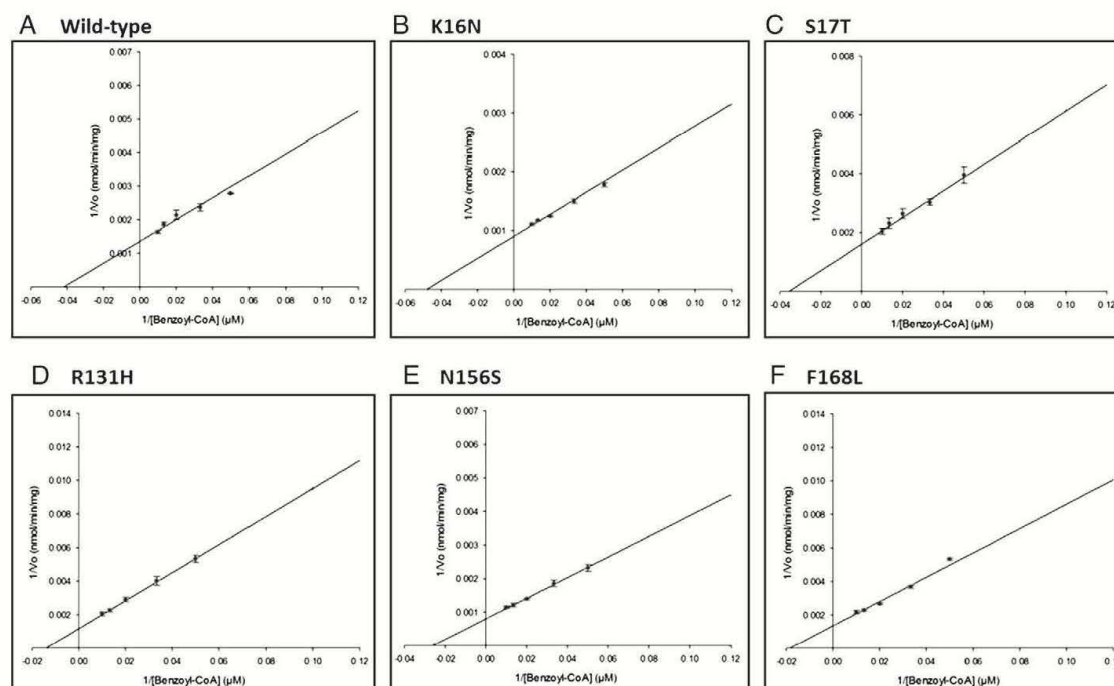 A Wild-type
0.007
0.006
0.005
0.004
0.003
0.002
0.001
1/Vo (nmol/min/mg)
-0.06 -0.04 -0.02 0.00 0.02 0.04 0.06 0.08 0.10 0.12
1/[Benzoyl-CoA] (µM)
B K16N
0.004
0.003
0.002
0.001
1/Vo (nmol/min/mg)
-0.06 -0.04 -0.02 0.00 0.02 0.04 0.06 0.08 0.10 0.12
1/[Benzoyl-CoA] (µM)
C S17T
0.008
0.006
0.004
0.002
1/Vo (nmol/min/mg)
-0.04 -0.02 0.00 0.02 0.04 0.06 0.08 0.10 0.12
1/[Benzoyl-CoA] (µM)
D R131H
0.014
0.012
0.010
0.008
0.006
0.004
0.002
1/Vo (nmol/min/mg)
-0.02 0.00 0.02 0.04 0.06 0.08 0.10 0.12
1/[Benzoyl-CoA] (µM)
E N156S
0.007
0.006
0.004
0.003
0.002
0.001
1/Vo (nmol/min/mg)
-0.04 -0.02 0.00 0.02 0.04 0.06 0.08 0.10 0.12
1/[Benzoyl-CoA] (µM)
F F168L
0.014
0.012
0.010
0.008
0.006
0.004
0.002
1/Vo (nmol/min/mg)
-0.02 0.00 0.02 0.04 0.06 0.08 0.10 0.12
1/[Benzoyl-CoA] (µM)